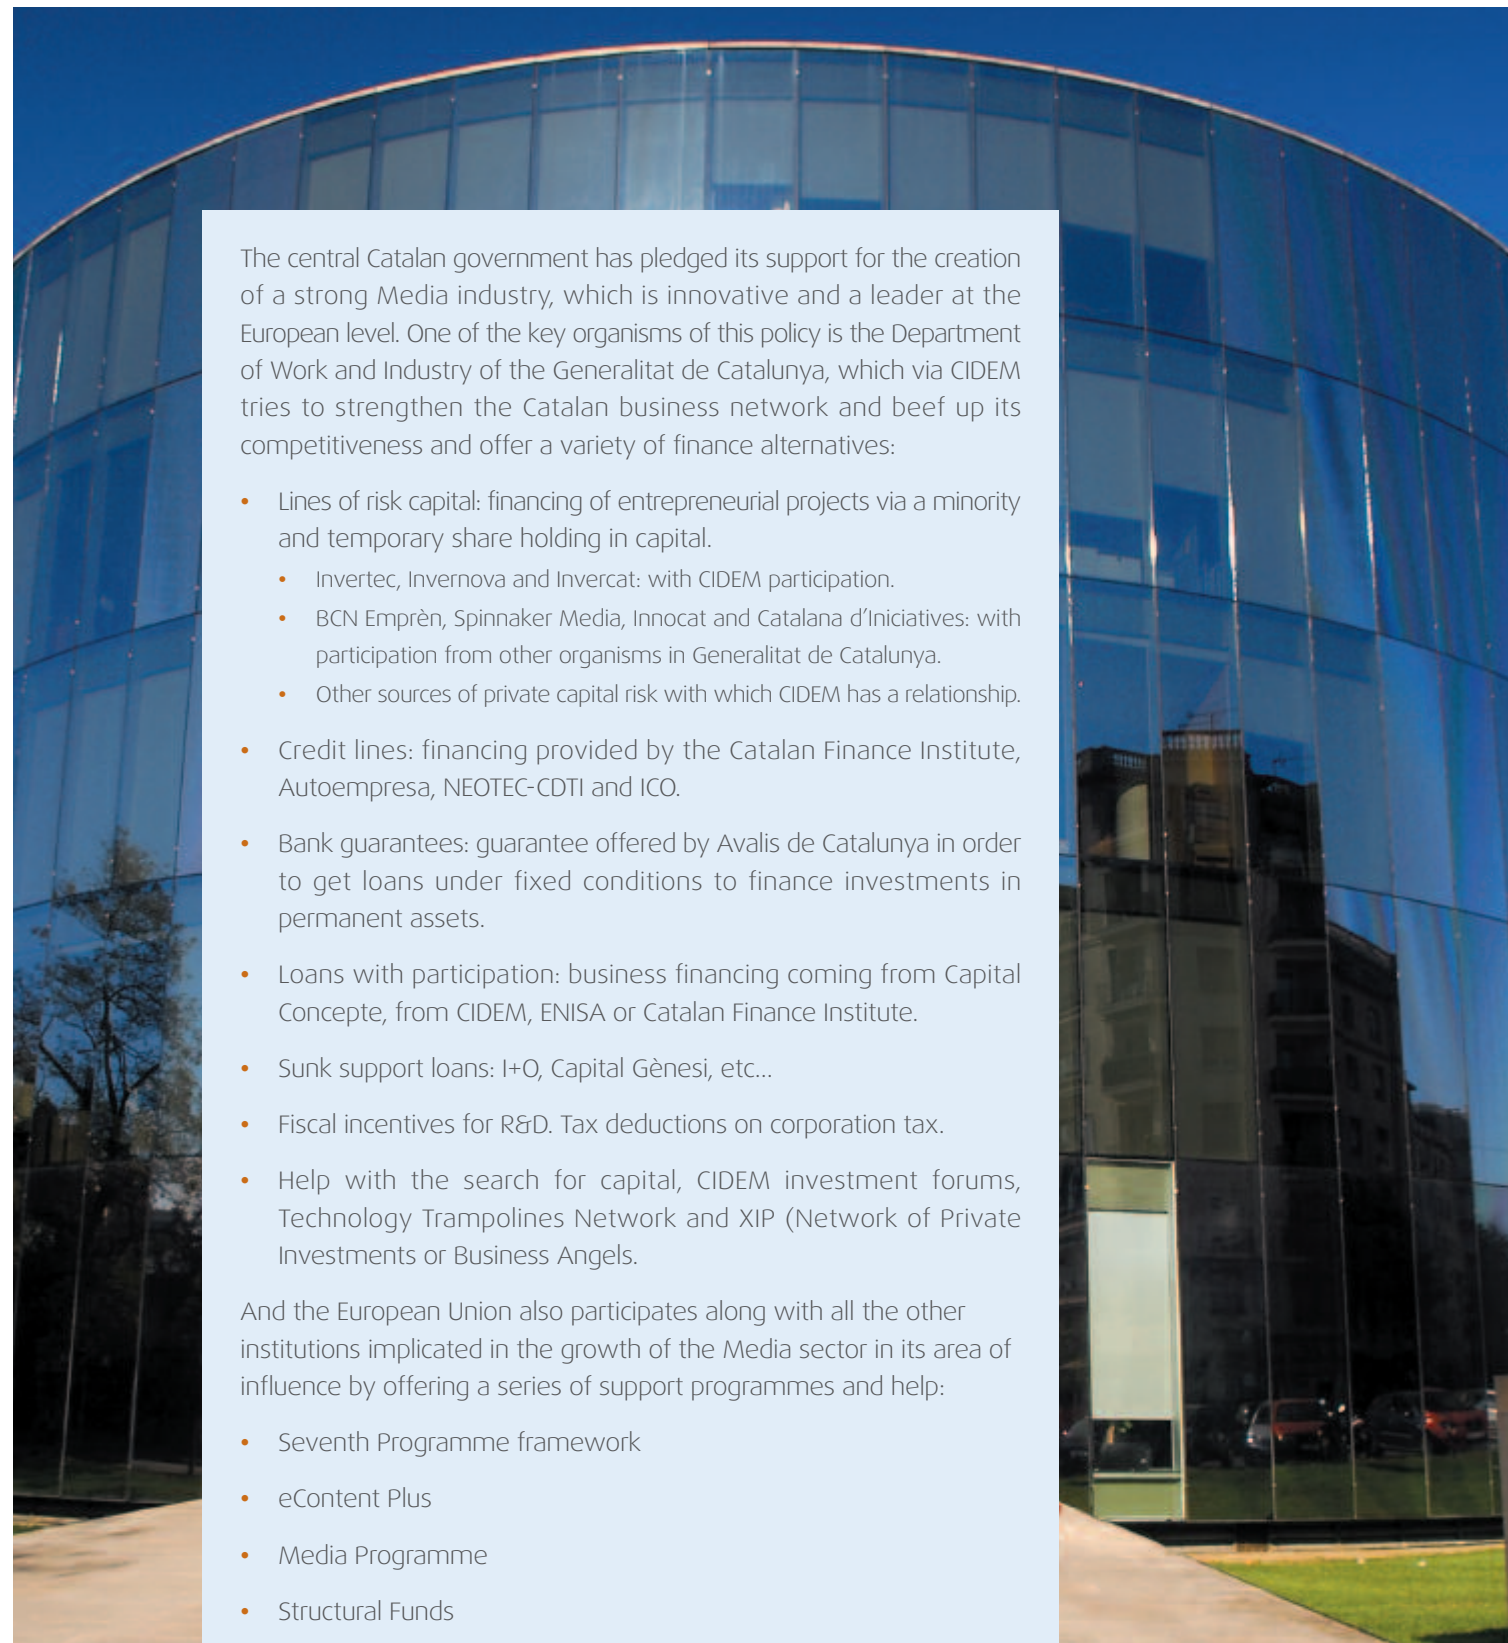 The central Catalan government has pledged its support for the creation
of a strong Media industry, which is innovative and a leader at the
European level. One of the key organisms of this policy is the Department
of Work and Industry of the Generalitat de Catalunya, which via CIDEM
tries to strengthen the Catalan business network and beef up its
competitiveness and offer a variety of finance alternatives:
• Lines of risk capital: financing of entrepreneurial projects via a minority
and temporary share holding in capital.
• Invertec, Invernova and Invercat: with CIDEM participation.
• BCN Emprèn, Spinnaker Media, Innocat and Catalana d’Iniciatives: with
participation from other organisms in Generalitat de Catalunya.
• Other sources of private capital risk with which CIDEM has a relationship.
• Credit lines: financing provided by the Catalan Finance Institute,
Autoempresa, NEOTEC-CDTI and ICO.
• Bank guarantees: guarantee offered by Avalis de Catalunya in order
to get loans under fixed conditions to finance investments in
permanent assets.
• Loans with participation: business financing coming from Capital
Concepte, from CIDEM, ENISA or Catalan Finance Institute.
• Sunk support loans: I+O, Capital Gènesi, etc...
• Fiscal incentives for R&D. Tax deductions on corporation tax.
• Help with the search for capital, CIDEM investment forums,
Technology Trampolines Network and XIP (Network of Private
Investments or Business Angels.
And the European Union also participates along with all the other
institutions implicated in the growth of the Media sector in its area of
influence by offering a series of support programmes and help:
• Seventh Programme framework
• eContent Plus
• Media Programme
• Structural Funds